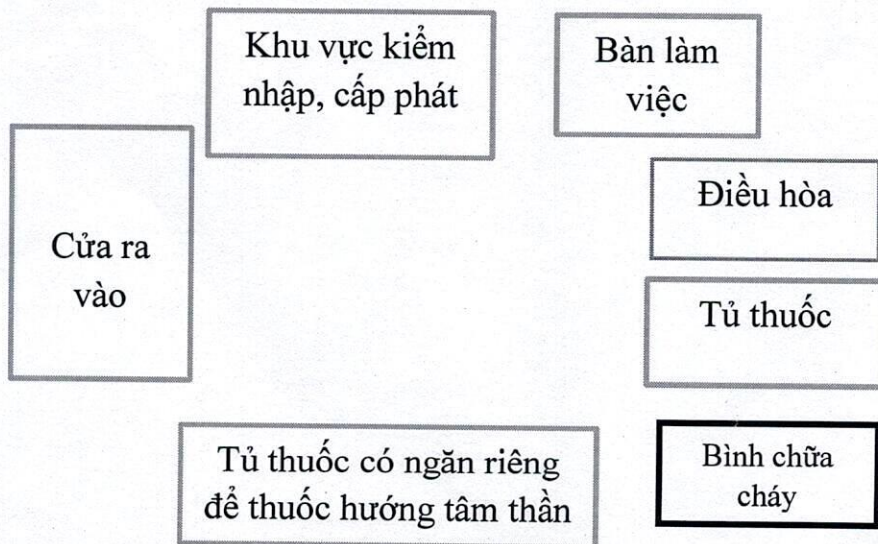 Khu vực kiểm
nhập, cấp phát
Bàn làm
việc
Cửa ra
vào
Điều hòa
Tủ thuốc
Tủ thuốc có ngăn riêng
để thuốc hướng tâm thần
Bình chữa
cháy